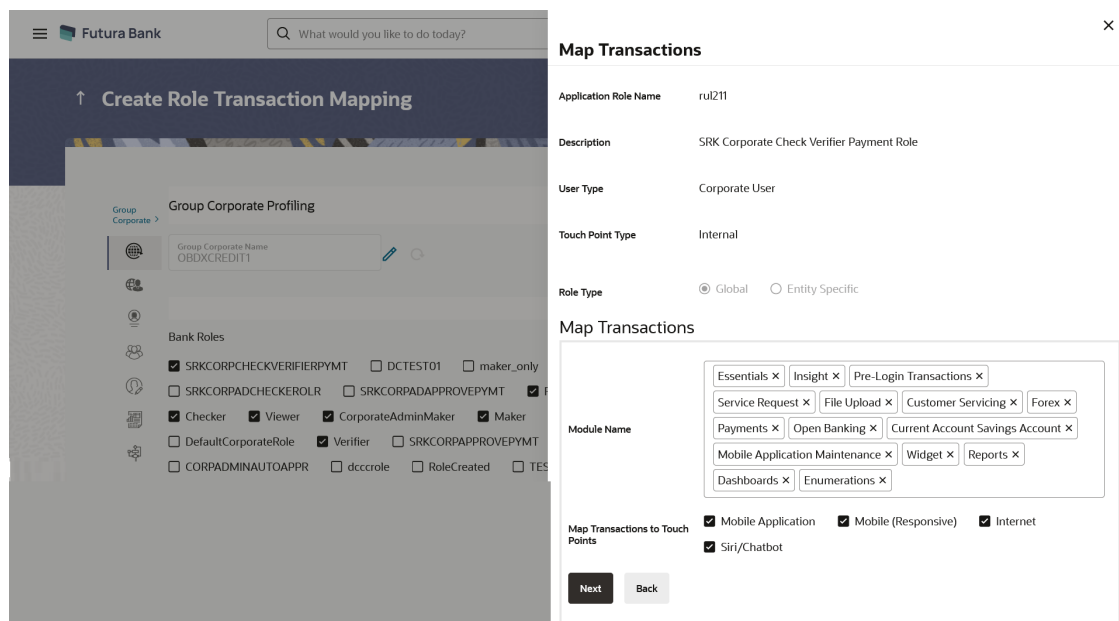 Futura Bank
What would you like to do today?
Create Role Transaction Mapping
Group
Corporate >
Group Corporate Profiling
Group Corporate Name
OBDXCREDIT1
Bank Roles
SRKCORPCHECKVERIFIERPYMT DCTEST01 maker_only
SRKCORPADCHECKEROLR SRKCORPADAPPROVEPYMT
Checker Viewer CorporateAdminMaker Maker
DefaultCorporateRole Verifier SRKCORPAPPROVEPYMT
CORPADMINAUTOAPPR dcccrole RoleCreated TES
Map Transactions
Application Role Name rul211
Description SRK Corporate Check Verifier Payment Role
User Type Corporate User
Touch Point Type Internal
Role Type Global Entity Specific
Map Transactions
Module Name
Essentials × Insight × Pre-Login Transactions ×
Service Request × File Upload × Customer Servicing × Forex ×
Payments × Open Banking × Current Account Savings Account ×
Mobile Application Maintenance × Widget × Reports ×
Dashboards × Enumerations ×
Map Transactions to Touch
Points
Mobile Application Mobile (Responsive) Internet
Siri/Chatbot
Next Back